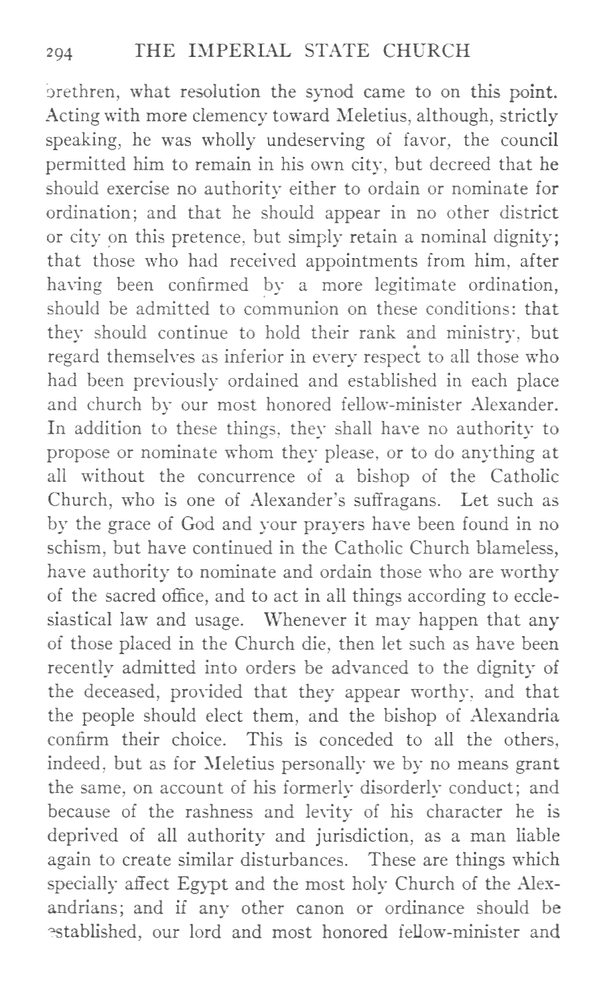 294 THE IMPERIAL STATE CHURCH
brethren, what resolution the synod came to on this point.
Acting with more clemency toward Meletius, although, strictly
speaking, he was wholly undeserving of favor, the council
permitted him to remain in his own city, but decreed that he
should exercise no authority either to ordain or nominate for
ordination; and that he should appear in no other district
or city on this pretence, but simply retain a nominal dignity;
that those who had received appointments from him, after
having been confirmed by a more legitimate ordination,
should be admitted to communion on these conditions: that
they should continue to hold their rank and ministry, but
regard themselves as inferior in every respect to all those who
had been previously ordained and established in each place
and church by our most honored fellow-minister Alexander.
In addition to these things, they shall have no authority to
propose or nominate whom they please, or to do anything at
all without the concurrence of a bishop of the Catholic
Church, who is one of Alexander's suffragans. Let such as
by the grace of God and your prayers have been found in no
schism, but have continued in the Catholic Church blameless,
have authority to nominate and ordain those who are worthy
of the sacred office, and to act in all things according to eccle-
siastical law and usage. Whenever it may happen that any
of those placed in the Church die, then let such as have been
recently admitted into orders be advanced to the dignity of
the deceased, provided that they appear worthy, and that
the people should elect them, and the bishop of Alexandria
confirm their choice. This is conceded to all the others,
indeed, but as for Meletius personally we by no means grant
the same, on account of his formerly disorderly conduct; and
because of the rashness and levity of his character he is
deprived of all authority and jurisdiction, as a man liable
again to create similar disturbances. These are things which
specially affect Egypt and the most holy Church of the Alex-
andrians; and if any other canon or ordinance should be
established, our lord and most honored fellow-minister and